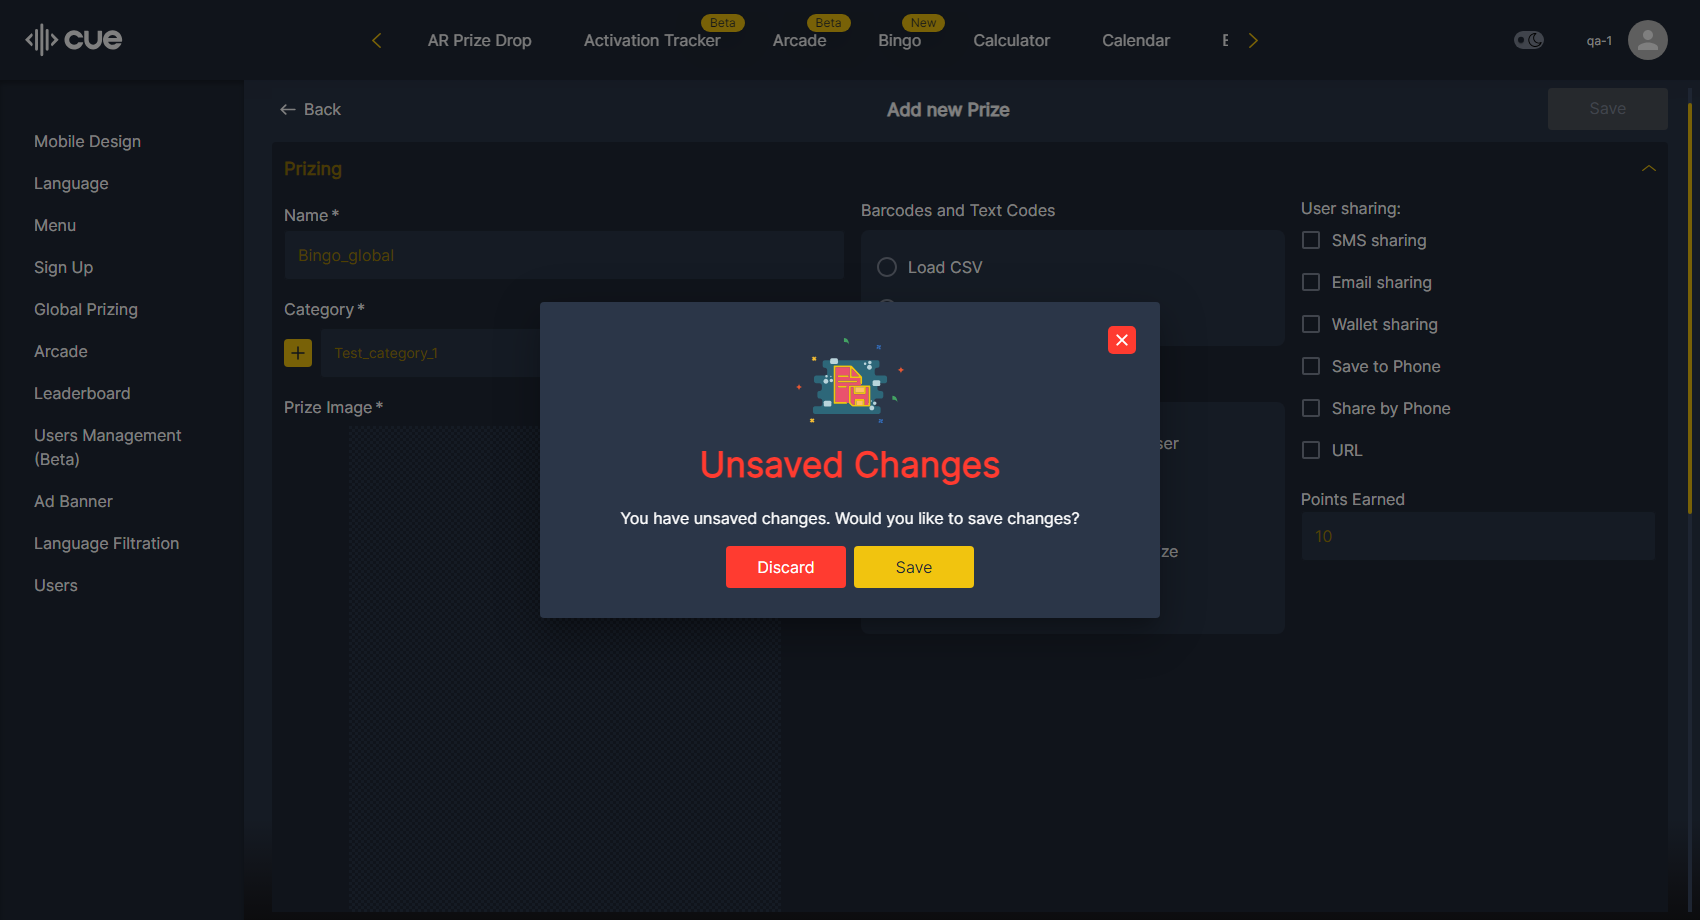 cue
AR Prize Drop
Activation Tracker
Beta
Arcade
Beta
Bingo
New
Calculator
Calendar
qa-1
Mobile Design
Language
Menu
Sign Up
Global Prizing
Arcade
Leaderboard
Users Management
(Beta)
Ad Banner
Language Filtration
Users
Back
Add new Prize
Save
Prizing
Name*
Bingo_global
Category*
Test_category_1
Prize Image*
Barcodes and Text Codes
Load CSV
ser
ze
User sharing:
SMS sharing
Email sharing
Wallet sharing
Save to Phone
Share by Phone
URL
Points Earned
10
Unsaved Changes
You have unsaved changes. Would you like to save changes?
Discard
Save